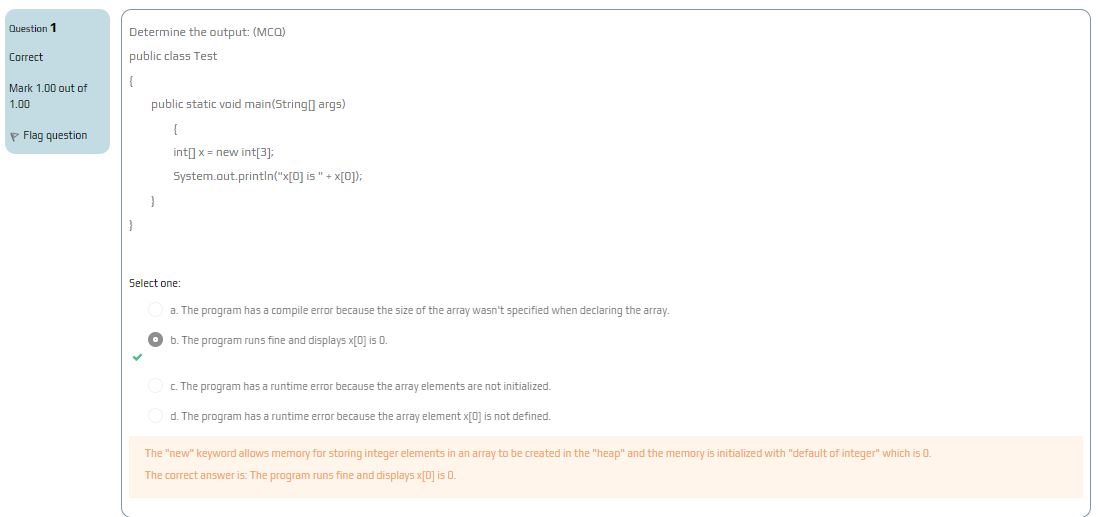 Question 1
Correct
Mark 1.00 out of
1.00
Flag question
Determine the output: (MCQ)
public class Test
{
public static void main(String[] args)
{
int[] x = new int[3];
System.out.println("x[0] is " + x[0]);
}
}
Select one:
a. The program has a compile error because the size of the array wasn't specified when declaring the array.
b. The program runs fine and displays x[0] is 0.
c. The program has a runtime error because the array elements are not initialized.
d. The program has a runtime error because the array element x[0] is not defined.
The "new" keyword allows memory for storing integer elements in an array to be created in the "heap" and the memory is initialized with "default of integer" which is 0.
The correct answer is: The program runs fine and displays x[0] is 0.